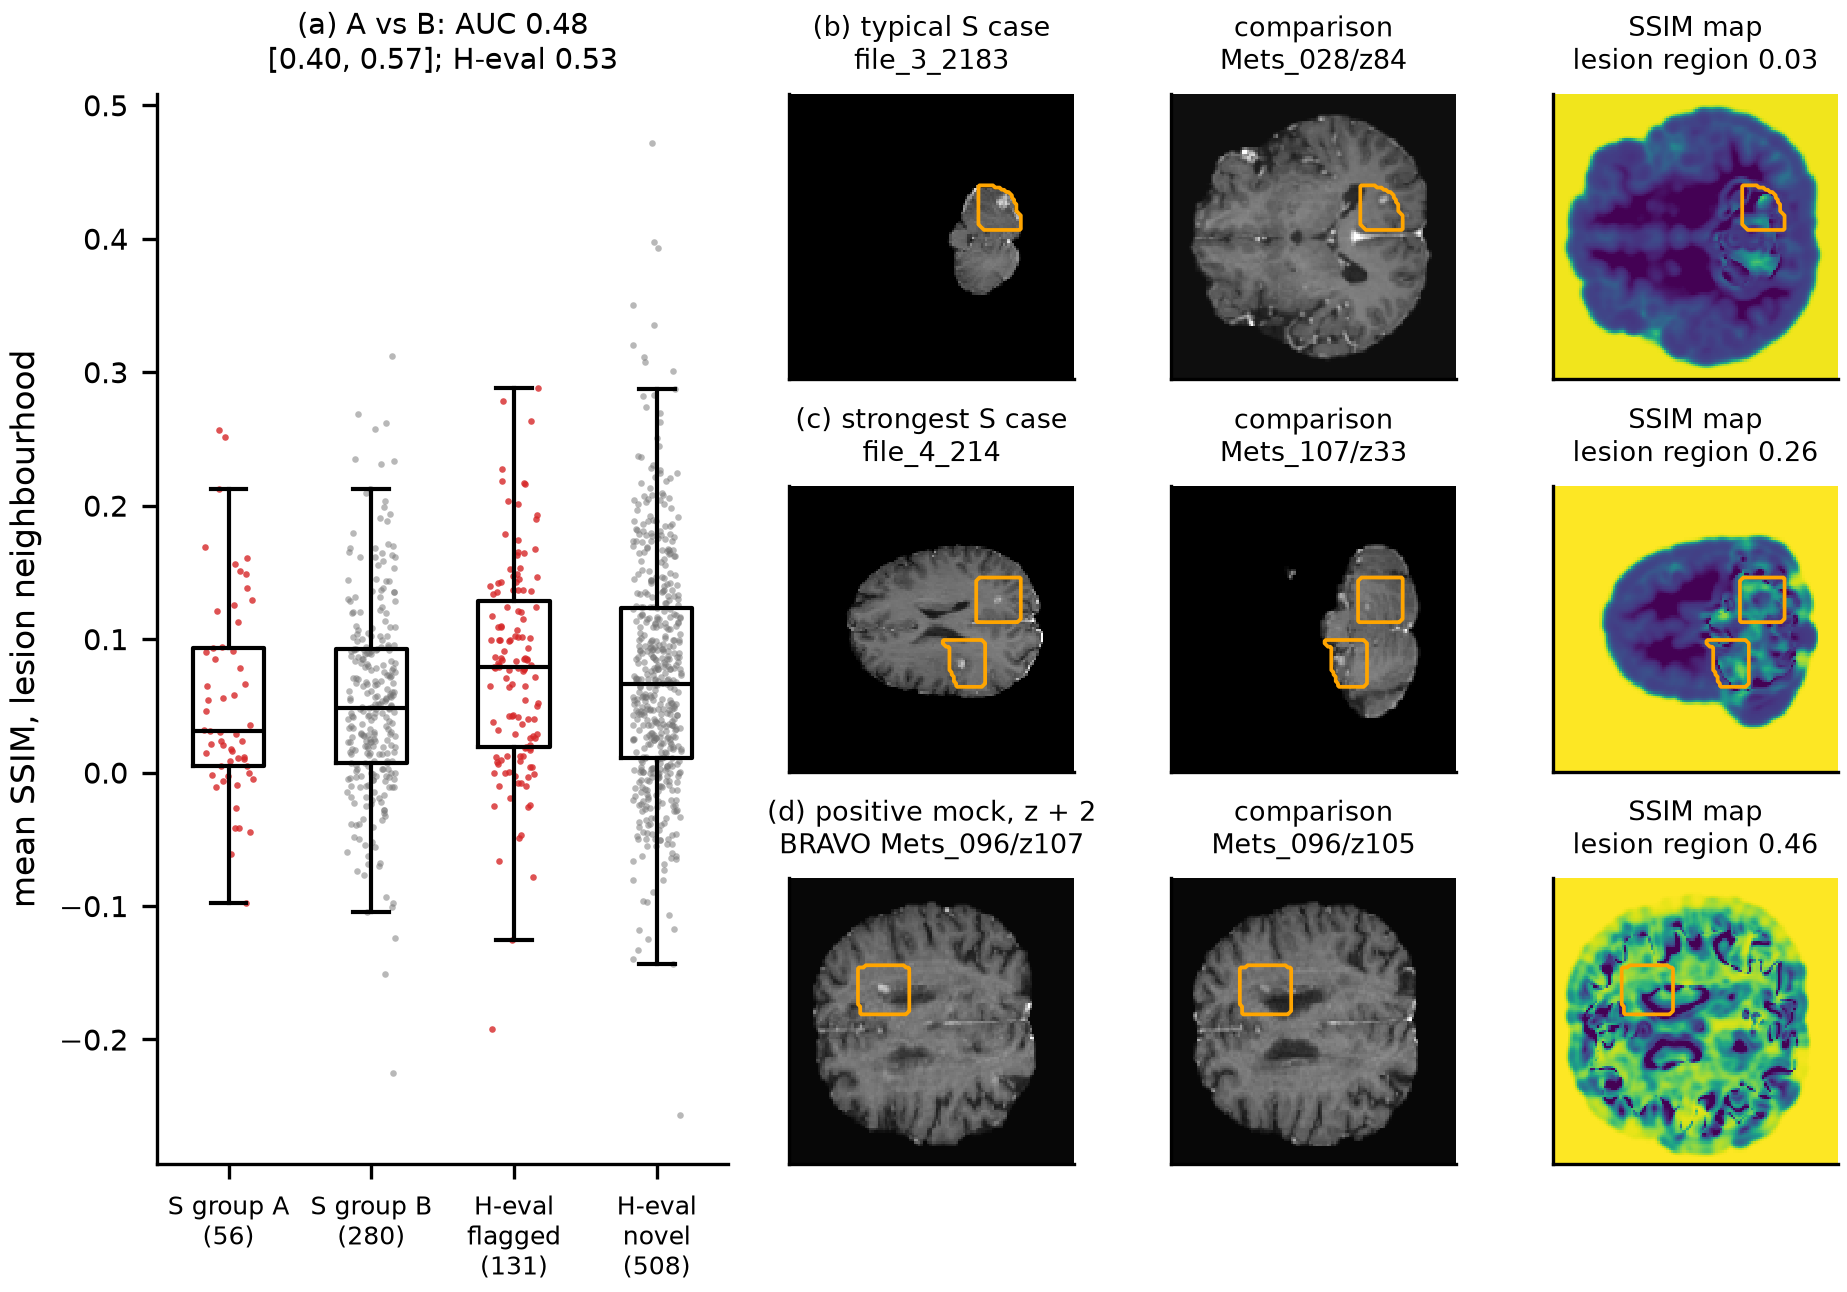 (a) A vs B: AUC 0.48
[0.40, 0.57]; H-eval 0.53
mean SSIM, lesion neighbourhood
0.5
0.4
0.3
0.2
0.1
0.0
−0.1
−0.2
S group A
(56)
S group B
(280)
H-eval
flagged
(131)
H-eval
novel
(508)
(b) typical S case
file_3_2183
comparison
Mets_028/z84
SSIM map
lesion region 0.03
(c) strongest S case
file_4_214
comparison
Mets_107/z33
SSIM map
lesion region 0.26
(d) positive mock, z + 2
BRAVO Mets_096/z107
comparison
Mets_096/z105
SSIM map
lesion region 0.46